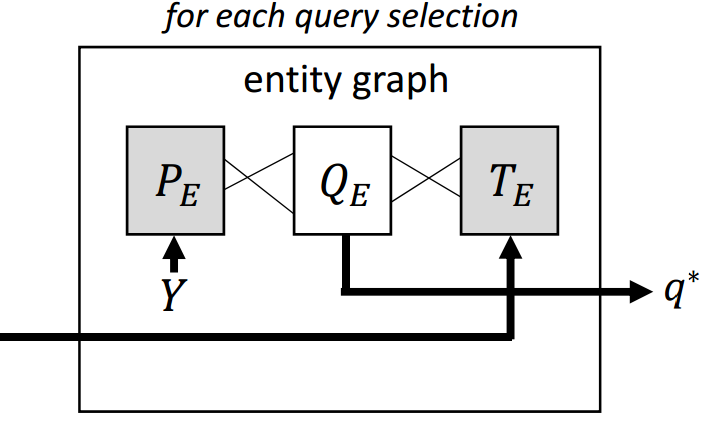 for each query selection
entity graph
P_E Q_E T_E
Y
q*